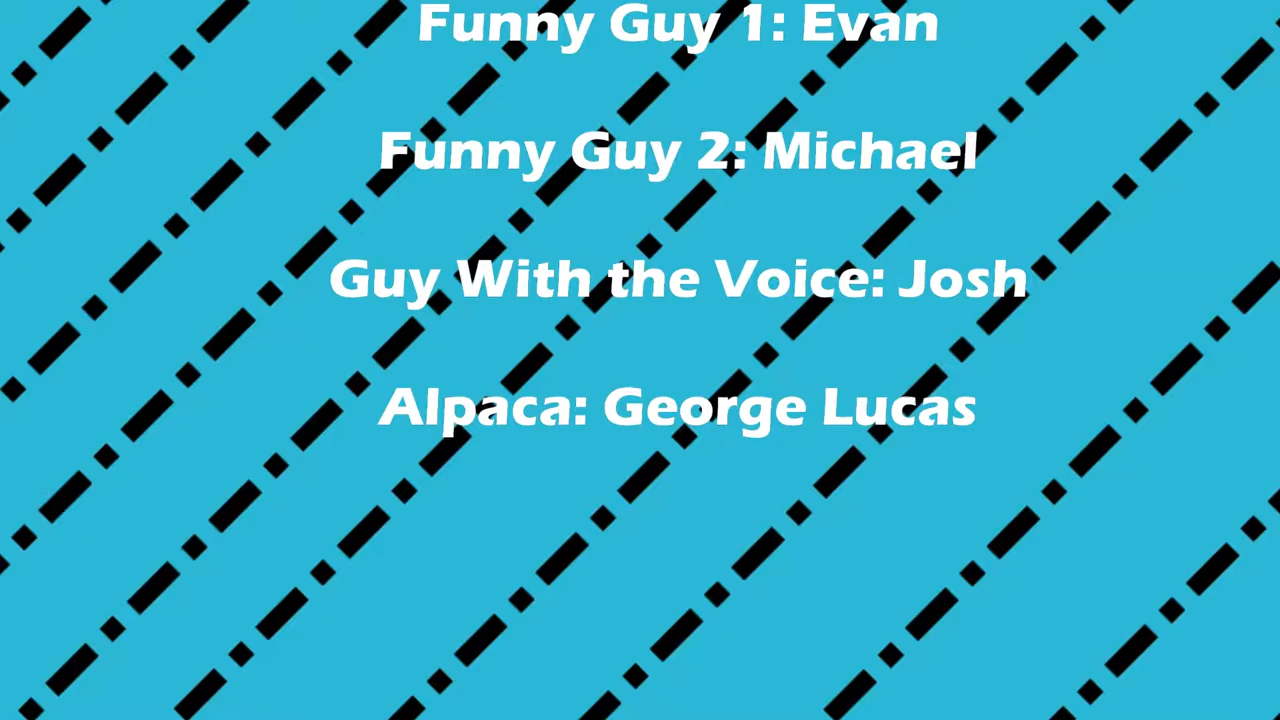 Funny Guy 1: Evan
Funny Guy 2: Michael
Guy With the Voice: Josh
Alpaca: George Lucas